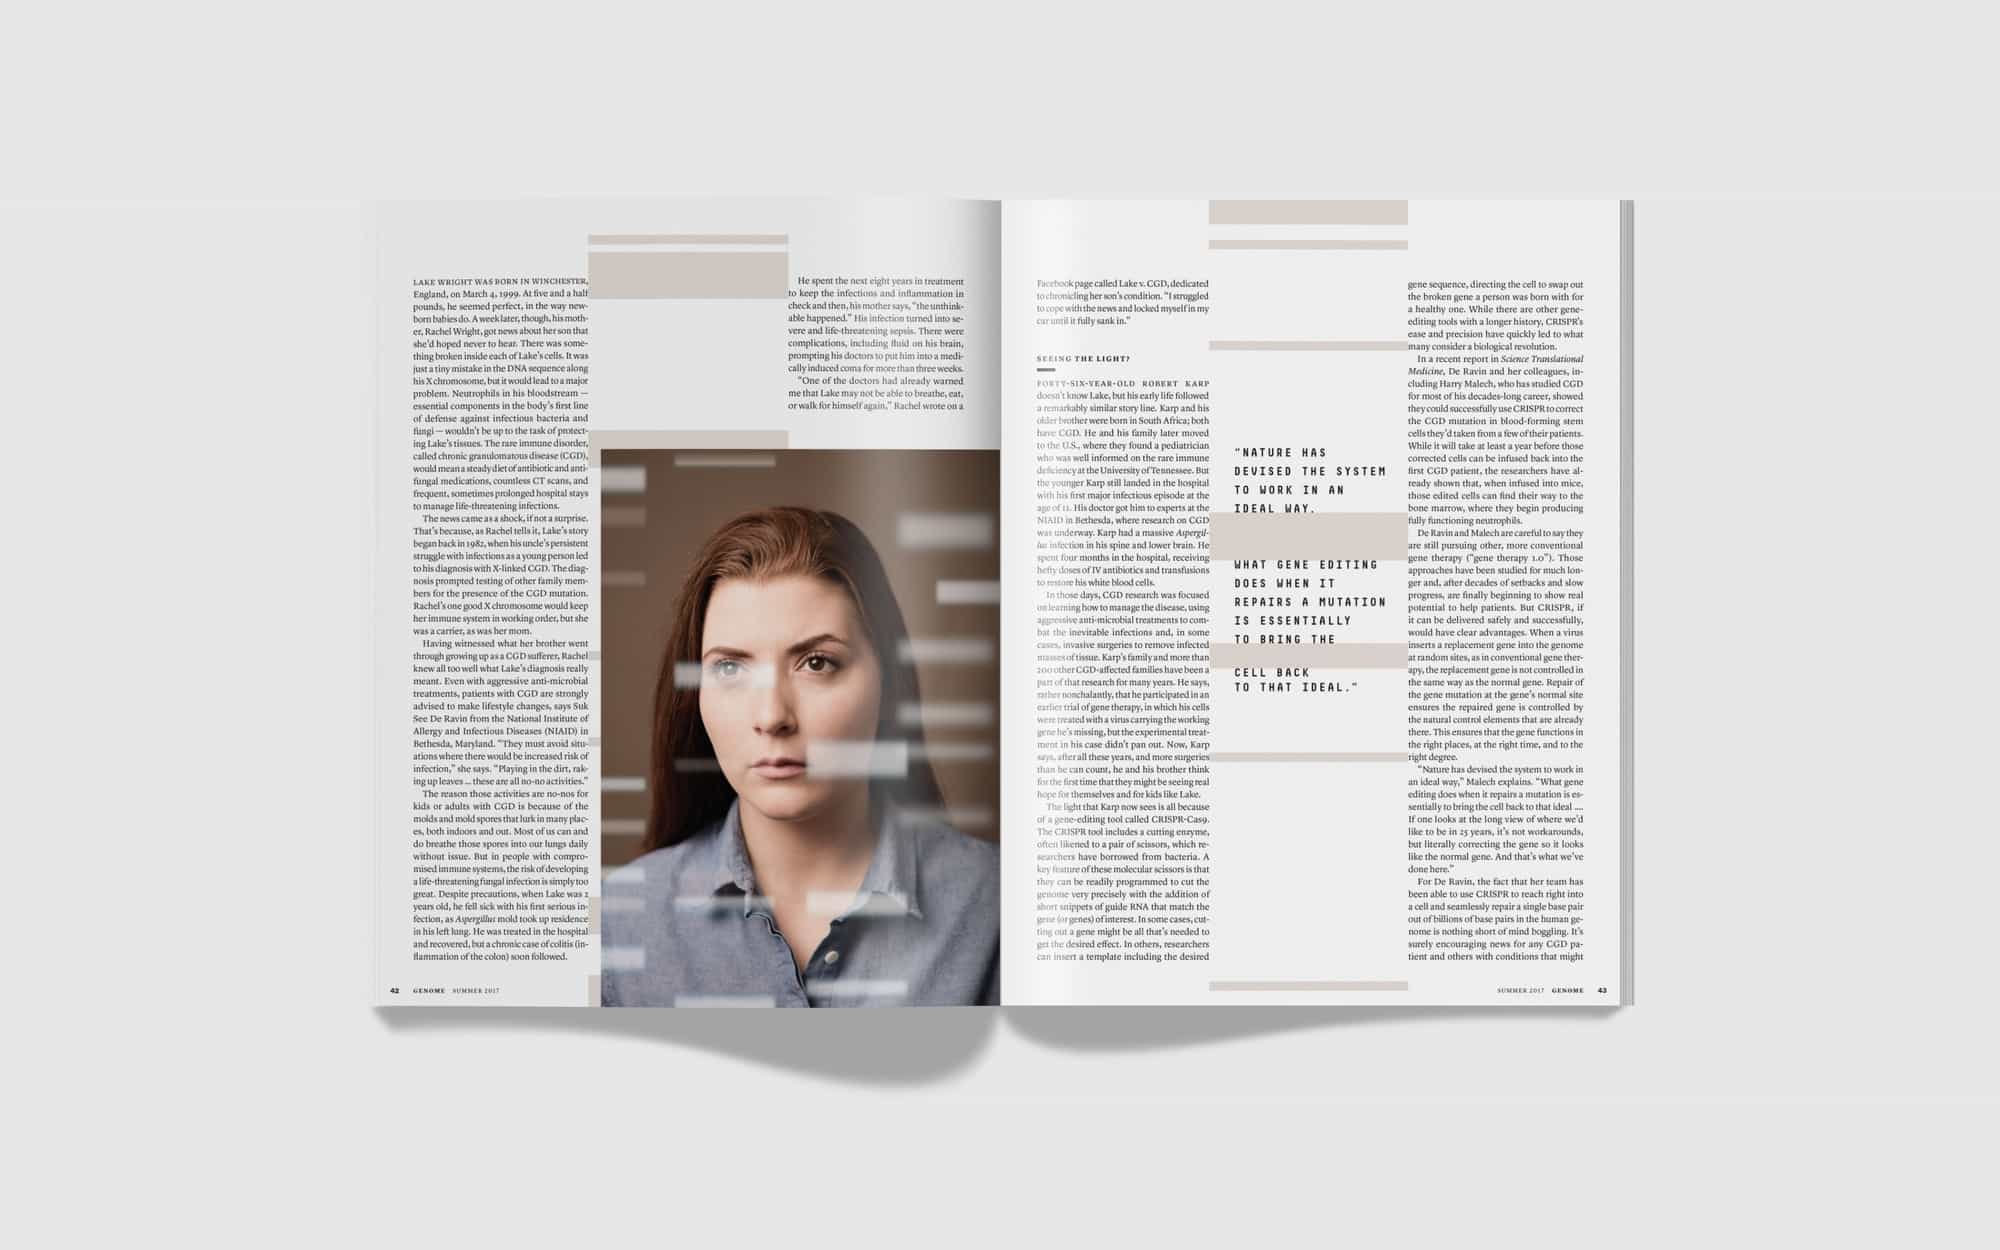 LAKE WRIGHT WAS BORN IN WINCHESTER,
England, on March 4, 1999. At five and a half
pounds, he seemed perfect, in the way new-
born babies do. A week later, though, his moth-
er, Rachel Wright, got news about her son that
she'd hoped never to hear. There was some-
thing broken inside each of Lake's cells. It was
just a tiny mistake in the DNA sequence along
his X chromosome, but it would lead to a major
problem. Neutrophils in his bloodstream —
essential components in the body's first line
of defense against infectious bacteria and
fungi — wouldn't be up to the task of protect-
ing Lake's tissues. The rare immune disorder,
called chronic granulomatous disease (CGD),
would mean a steady diet of antibiotic and anti-
fungal medications, countless CT scans, and
frequent, sometimes prolonged hospital stays
to manage life-threatening infections.
The news came as a shock, if not a surprise.
That's because, as Rachel tells it, Lake's story
began back in 1982, when his uncle's persistent
struggle with infections as a young person led
to his diagnosis with X-linked CGD. The diag-
nosis prompted testing of other family mem-
bers for the presence of the CGD mutation.
Rachel's one good X chromosome would keep
her immune system in working order, but she
was a carrier, as was her mom.
Having witnessed what her brother went
through growing up as a CGD sufferer, Rachel
knew all too well what Lake's diagnosis really
meant. Even with aggressive anti-microbial
treatments, patients with CGD are strongly
advised to make lifestyle changes, says Suk
See De Ravin from the National Institute of
Allergy and Infectious Diseases (NIAID) in
Bethesda, Maryland. "They must avoid situ-
ations where there would be increased risk of
infection," she says. "Playing in the dirt, rak-
ing up leaves ... these are all no-no activities."
The reason those activities are no-nos for
kids or adults with CGD is because of the
molds and mold spores that lurk in many plac-
es, both indoors and out. Most of us can and
do breathe those spores into our lungs daily
without issue. But in people with compro-
mised immune systems, the risk of developing
a life-threatening fungal infection is simply too
great. Despite precautions, when Lake was 2
years old, he fell sick with his first serious in-
fection, as Aspergillus mold took up residence
in his left lung. He was treated in the hospital
and recovered, but a chronic case of colitis (in-
flammation of the colon) soon followed.
He spent the next eight years in treatment
to keep the infections and inflammation in
check and then, his mother says, "the unthink-
able happened." His infection turned into se-
vere and life-threatening sepsis. There were
complications, including fluid on his brain,
prompting his doctors to put him into a medi-
cally induced coma for more than three weeks.
"One of the doctors had already warned
me that Lake may not be able to breathe, eat,
or walk for himself again," Rachel wrote on a
42 GENOME SUMMER 2017
Facebook page called Lake v. CGD, dedicated
to chronicling her son's condition. "I struggled
to cope with the news and locked myself in my
car until it fully sank in."
SEEING THE LIGHT?
FORTY-SIX-YEAR-OLD ROBERT KARP
doesn't know Lake, but his early life followed
a remarkably similar story line. Karp and his
older brother were born in South Africa; both
have CGD. He and his family later moved
to the U.S., where they found a pediatrician
who was well informed on the rare immune
deficiency at the University of Tennessee. But
the younger Karp still landed in the hospital
with his first major infectious episode at the
age of 11. His doctor got him to experts at the
NIAID in Bethesda, where research on CGD
was underway. Karp had a massive Aspergil-
lus infection in his spine and lower brain. He
spent four months in the hospital, receiving
hefty doses of IV antibiotics and transfusions
to restore his white blood cells.
In those days, CGD research was focused
on learning how to manage the disease, using
aggressive anti-microbial treatments to com-
bat the inevitable infections and, in some
cases, invasive surgeries to remove infected
masses of tissue. Karp's family and more than
200 other CGD-affected families have been a
part of that research for many years. He says,
rather nonchalantly, that he participated in an
earlier trial of gene therapy, in which his cells
were treated with a virus carrying the working
gene he's missing, but the experimental treat-
ment in his case didn't pan out. Now, Karp
says, after all these years, and more surgeries
than he can count, he and his brother think
for the first time that they might be seeing real
hope for themselves and for kids like Lake.
The light that Karp now sees is all because
of a gene-editing tool called CRISPR-Cas9.
The CRISPR tool includes a cutting enzyme,
often likened to a pair of scissors, which re-
searchers have borrowed from bacteria. A
key feature of these molecular scissors is that
they can be readily programmed to cut the
genome very precisely with the addition of
short snippets of guide RNA that match the
gene (or genes) of interest. In some cases, cut-
ting out a gene might be all that's needed to
get the desired effect. In others, researchers
can insert a template including the desired
"NATURE HAS
DEVISED THE SYSTEM
TO WORK IN AN
IDEAL WAY.
WHAT GENE EDITING
DOES WHEN IT
REPAIRS A MUTATION
IS ESSENTIALLY
TO BRING THE
CELL BACK
TO THAT IDEAL."
gene sequence, directing the cell to swap out
the broken gene a person was born with for
a healthy one. While there are other gene-
editing tools with a longer history, CRISPR's
ease and precision have quickly led to what
many consider a biological revolution.
In a recent report in Science Translational
Medicine, De Ravin and her colleagues, in-
cluding Harry Malech, who has studied CGD
for most of his decades-long career, showed
they could successfully use CRISPR to correct
the CGD mutation in blood-forming stem
cells they'd taken from a few of their patients.
While it will take at least a year before those
corrected cells can be infused back into the
first CGD patient, the researchers have al-
ready shown that, when infused into mice,
those edited cells can find their way to the
bone marrow, where they begin producing
fully functioning neutrophils.
De Ravin and Malech are careful to say they
are still pursuing other, more conventional
gene therapy ("gene therapy 1.0"). Those
approaches have been studied for much lon-
ger and, after decades of setbacks and slow
progress, are finally beginning to show real
potential to help patients. But CRISPR, if
it can be delivered safely and successfully,
would have clear advantages. When a virus
inserts a replacement gene into the genome
at random sites, as in conventional gene ther-
apy, the replacement gene is not controlled in
the same way as the normal gene. Repair of
the gene mutation at the gene's normal site
ensures the repaired gene is controlled by
the natural control elements that are already
there. This ensures that the gene functions in
the right places, at the right time, and to the
right degree.
"Nature has devised the system to work in
an ideal way," Malech explains. "What gene
editing does when it repairs a mutation is es-
sentially to bring the cell back to that ideal ....
If one looks at the long view of where we'd
like to be in 25 years, it's not workarounds,
but literally correcting the gene so it looks
like the normal gene. And that's what we've
done here."
For De Ravin, the fact that her team has
been able to use CRISPR to reach right into
a cell and seamlessly repair a single base pair
out of billions of base pairs in the human ge-
nome is nothing short of mind boggling. It's
surely encouraging news for any CGD pa-
tient and others with conditions that might
SUMMER 2017 GENOME 43